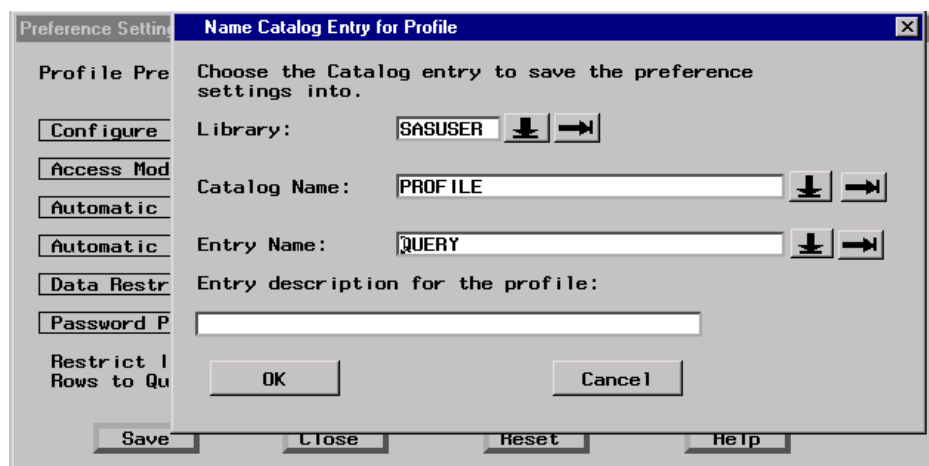 Preference Setting
Name Catalog Entry for Profile
Profile Pre
Choose the Catalog entry to save the preference
settings into.
Configure
Library:
SASUSER
Access Mod
Catalog Name:
PROFILE
Automatic
Automatic
Entry Name:
QUERY
Data Restr
Entry description for the profile:
Password P
Restrict
Rows to Qu
OK
Cancel
Save
Close
Reset
Help